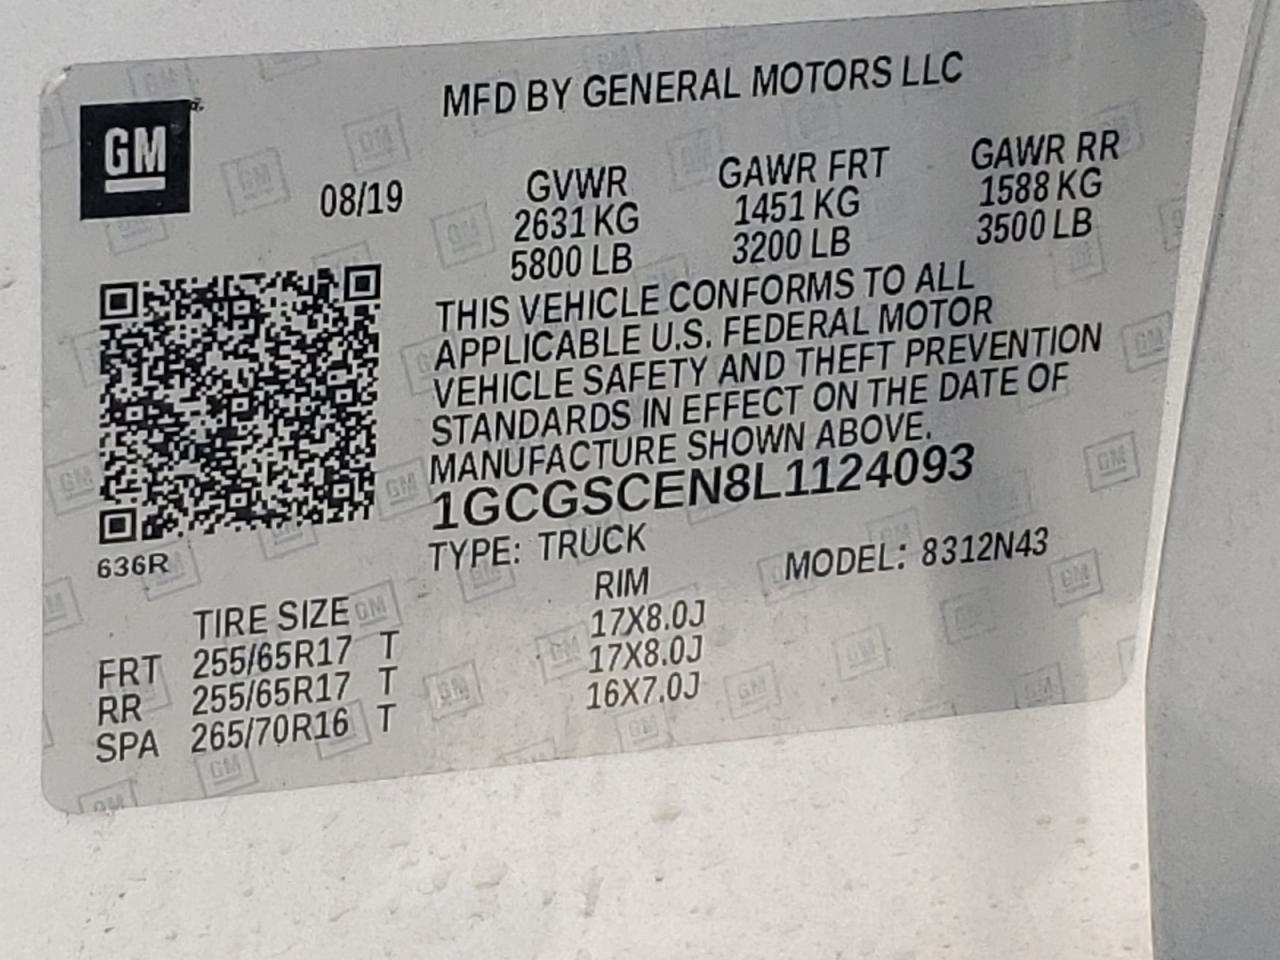 GM
MFD BY GENERAL MOTORS LLC
08/19
GVWR GAWR FRT GAWR RR
2631 KG 1451 KG 1588 KG
5800 LB 3200 LB 3500 LB
THIS VEHICLE CONFORMS TO ALL
APPLICABLE U.S. FEDERAL MOTOR
VEHICLE SAFETY AND THEFT PREVENTION
STANDARDS IN EFFECT ON THE DATE OF
MANUFACTURE SHOWN ABOVE.
1GCGSCEN8L1124093
TYPE: TRUCK MODEL: 8312N43
636R
TIRE SIZE RIM
FRT 255/65R17 T 17X8.0J
RR 255/65R17 T 17X8.0J
SPA 265/70R16 T 16X7.0J